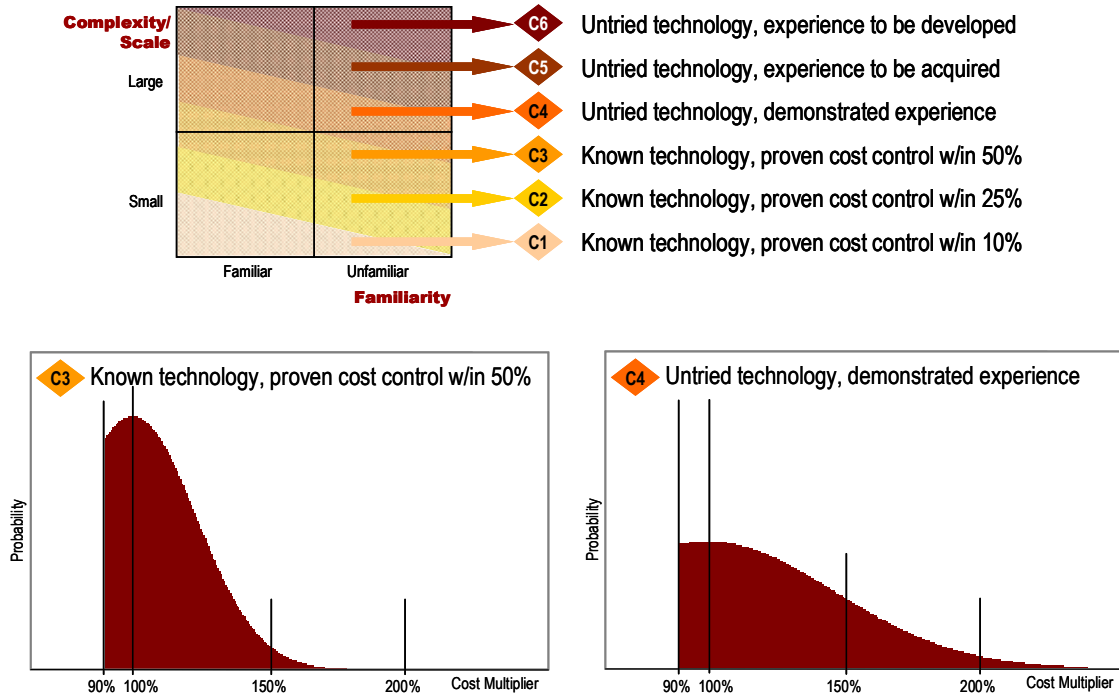 Complexity/
Scale
Large
Small
Familiar
Unfamiliar
Familiarity
C6 Untried technology, experience to be developed
C5 Untried technology, experience to be acquired
C4 Untried technology, demonstrated experience
C3 Known technology, proven cost control w/in 50%
C2 Known technology, proven cost control w/in 25%
C1 Known technology, proven cost control w/in 10%
C3 Known technology, proven cost control w/in 50%
Probability
90% 100% 150% 200% Cost Multiplier
C4 Untried technology, demonstrated experience
Probability
90% 100% 150% 200% Cost Multiplier